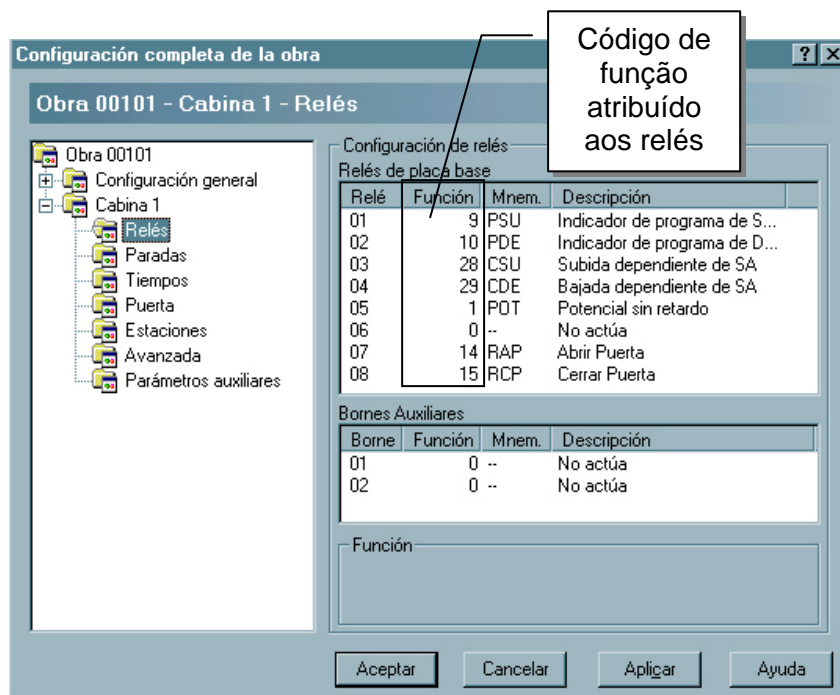 Código de
função
atribuído
aos relés
Configuración completa de la obra
Obra 00101 - Cabina 1 - Relés
Obra 00101
Configuración general
Cabina 1
Relés
Paradas
Tiempos
Puerta
Estaciones
Avanzada
Parámetros auxiliares
Configuración de relés
Relés de placa base
Relé Función Mnem. Descripción
01 9 PSU Indicador de programa de S...
02 10 PDE Indicador de programa de D...
03 28 CSU Subida dependiente de SA
04 29 CDE Bajada dependiente de SA
05 1 POT Potencial sin retardo
06 0 -- No actúa
07 14 RAP Abrir Puerta
08 15 RCP Cerrar Puerta
Bornes Auxiliares
Borne Función Mnem. Descripción
01 0 -- No actúa
02 0 -- No actúa
Función
Aceptar Cancelar Aplicar Ayuda